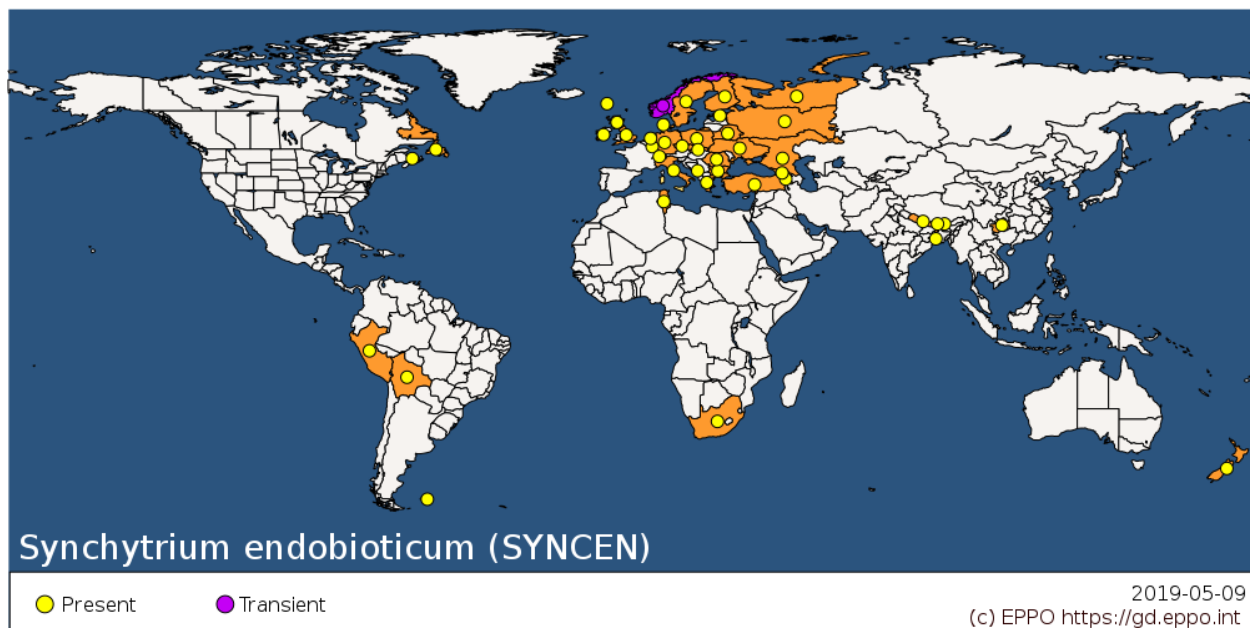 Synchytrium endobioticum (SYNCEN)
Present
Transient
2019-05-09
(c) EPPO https://gd.eppo.int